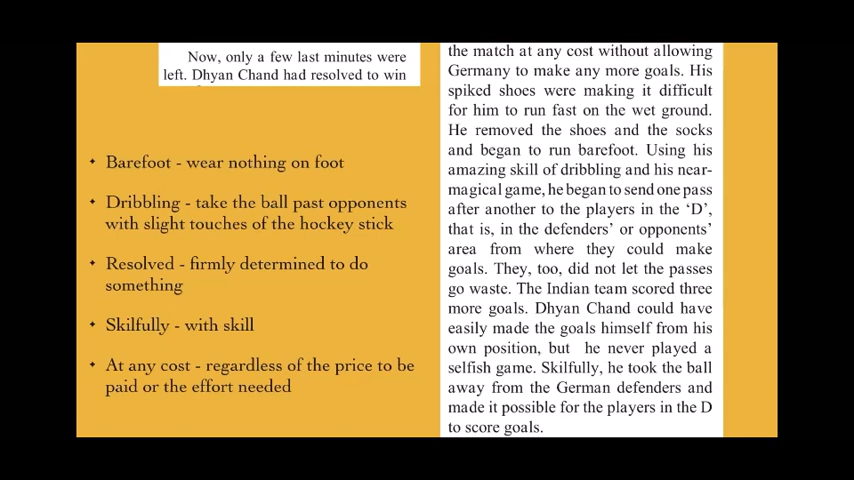 Now, only a few last minutes were
left. Dhyan Chand had resolved to win
• Barefoot - wear nothing on foot
• Dribbling - take the ball past opponents
with slight touches of the hockey stick
• Resolved - firmly determined to do
something
• Skilfully - with skill
• At any cost - regardless of the price to be
paid or the effort needed
the match at any cost without allowing
Germany to make any more goals. His
spiked shoes were making it difficult
for him to run fast on the wet ground.
He removed the shoes and the socks
and began to run barefoot. Using his
amazing skill of dribbling and his near-
magical game, he began to send one pass
after another to the players in the ‘D’,
that is, in the defenders’ or opponents’
area from where they could make
goals. They, too, did not let the passes
go waste. The Indian team scored three
more goals. Dhyan Chand could have
easily made the goals himself from his
own position, but he never played a
selfish game. Skilfully, he took the ball
away from the German defenders and
made it possible for the players in the D
to score goals.